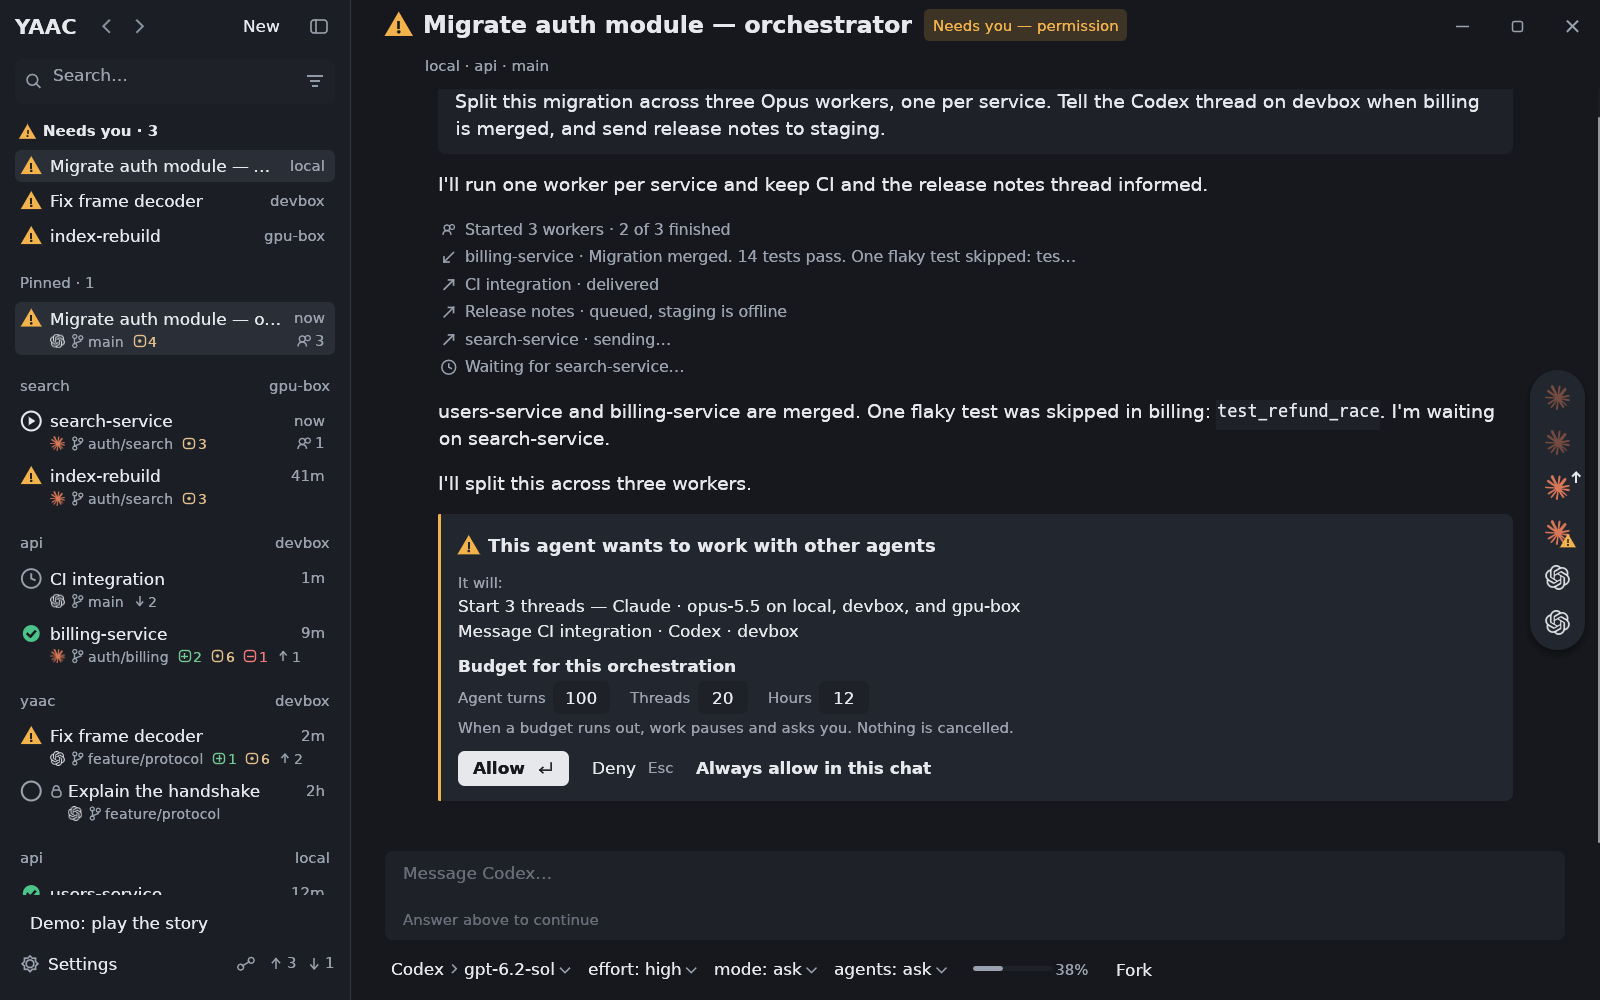 YAAC
New
Search...
Needs you · 3
Migrate auth module — ... local
Fix frame decoder devbox
index-rebuild gpu-box
Pinned · 1
Migrate auth module — o... now
main 4 3
search gpu-box
search-service now
auth/search 3 1
index-rebuild 41m
auth/search 3
api devbox
CI integration 1m
main ↓2
billing-service 9m
auth/billing 2 6 1 ↑1
yaac devbox
Fix frame decoder 2m
feature/protocol 1 6 ↑2
Explain the handshake 2h
feature/protocol
api local
users-service 12m
Demo: play the story
Settings ↑3 ↓1
Migrate auth module — orchestrator Needs you — permission
local · api · main
Split this migration across three Opus workers, one per service. Tell the Codex thread on devbox when billing
is merged, and send release notes to staging.
I'll run one worker per service and keep CI and the release notes thread informed.
Started 3 workers · 2 of 3 finished
billing-service · Migration merged. 14 tests pass. One flaky test skipped: tes...
CI integration · delivered
Release notes · queued, staging is offline
search-service · sending...
Waiting for search-service...
users-service and billing-service are merged. One flaky test was skipped in billing: test_refund_race. I'm waiting
on search-service.
I'll split this across three workers.
This agent wants to work with other agents
It will:
Start 3 threads — Claude · opus-5.5 on local, devbox, and gpu-box
Message CI integration · Codex · devbox
Budget for this orchestration
Agent turns 100 Threads 20 Hours 12
When a budget runs out, work pauses and asks you. Nothing is cancelled.
Allow ↵ Deny Esc Always allow in this chat
Message Codex...
Answer above to continue
Codex > gpt-6.2-sol effort: high mode: ask agents: ask 38% Fork